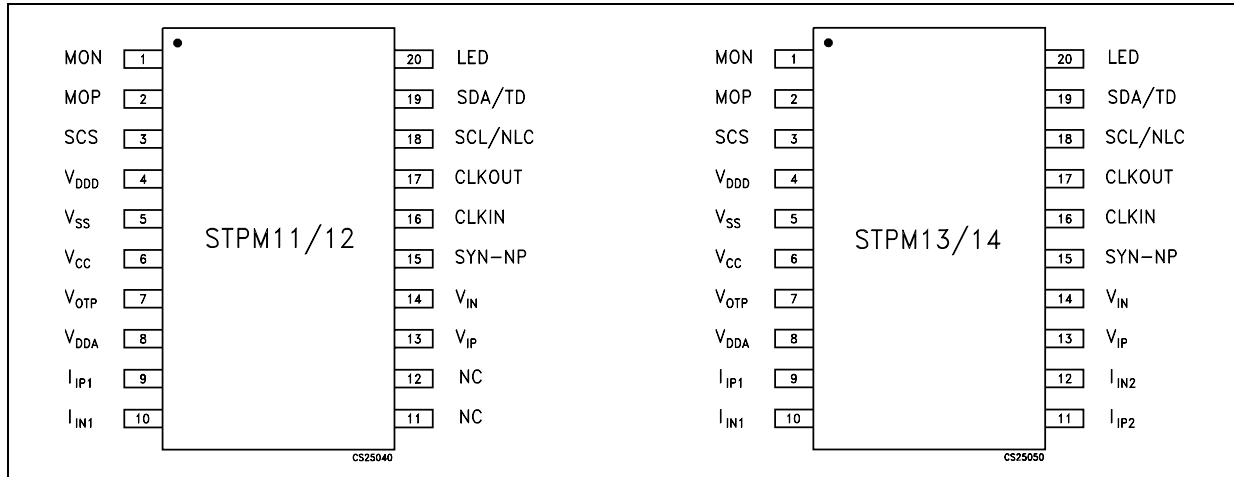 MON 1 20 LED
MOP 2 19 SDA/TD
SCS 3 18 SCL/NLC
VDDD 4 17 CLKOUT
VSS 5 16 CLKIN
VCC 6 15 SYN-NP
VOTP 7 14 VIN
VDDA 8 13 VIP
IIP1 9 12 NC
IIN1 10 11 NC
STPM11/12
CS25040
MON 1 20 LED
MOP 2 19 SDA/TD
SCS 3 18 SCL/NLC
VDDD 4 17 CLKOUT
VSS 5 16 CLKIN
VCC 6 15 SYN-NP
VOTP 7 14 VIN
VDDA 8 13 VIP
IIP1 9 12 IIN2
IIN1 10 11 IIP2
STPM13/14
CS25050